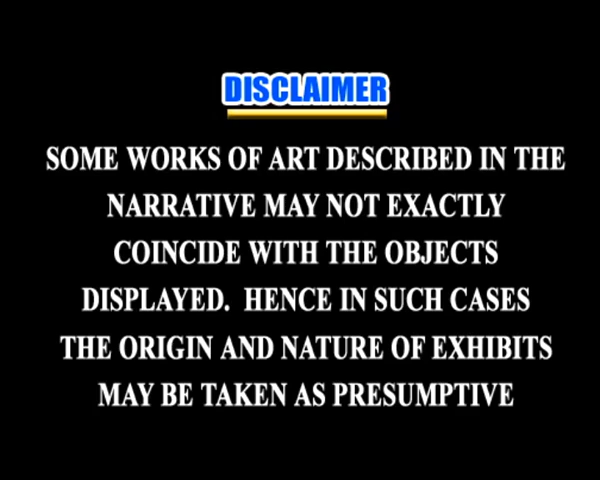 DISCLAIMER
SOME WORKS OF ART DESCRIBED IN THE
NARRATIVE MAY NOT EXACTLY
COINCIDE WITH THE OBJECTS
DISPLAYED. HENCE IN SUCH CASES
THE ORIGIN AND NATURE OF EXHIBITS
MAY BE TAKEN AS PRESUMPTIVE